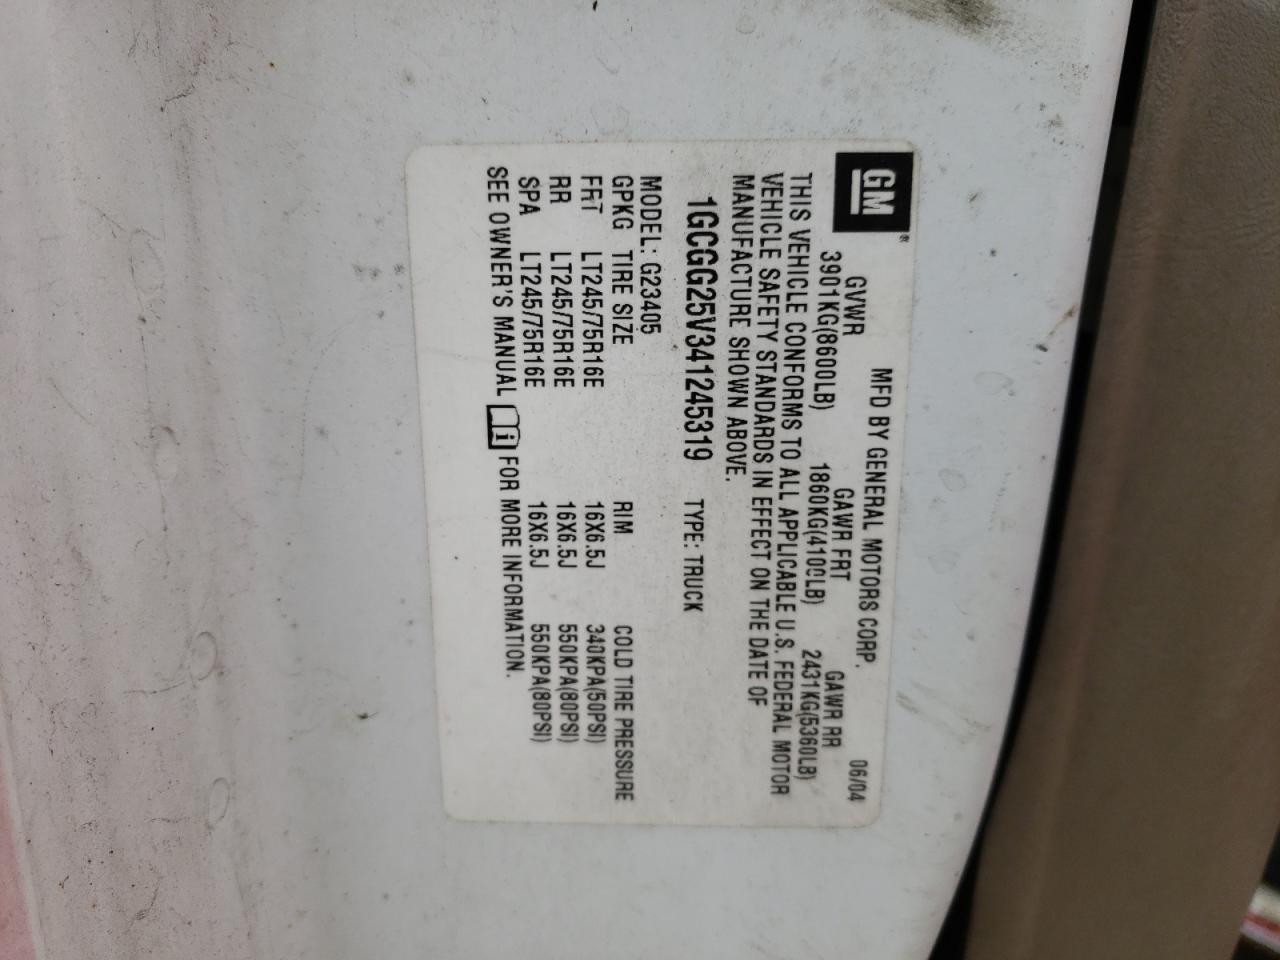 GM®
MFD BY GENERAL MOTORS CORP. 06/04
GVWR GAWR FRT GAWR RR
3901KG(8600LB) 1860KG(4100LB) 2431KG(5360LB)
THIS VEHICLE CONFORMS TO ALL APPLICABLE U.S. FEDERAL MOTOR
VEHICLE SAFETY STANDARDS IN EFFECT ON THE DATE OF
MANUFACTURE SHOWN ABOVE.
1GCGG25V341245319 TYPE: TRUCK
MODEL: G23405
GPKG TIRE SIZE RIM COLD TIRE PRESSURE
FRT LT245/75R16E 16X6.5J 340KPA(50PSI)
RR LT245/75R16E 16X6.5J 550KPA(80PSI)
SPA LT245/75R16E 16X6.5J 550KPA(80PSI)
SEE OWNER'S MANUAL i FOR MORE INFORMATION.